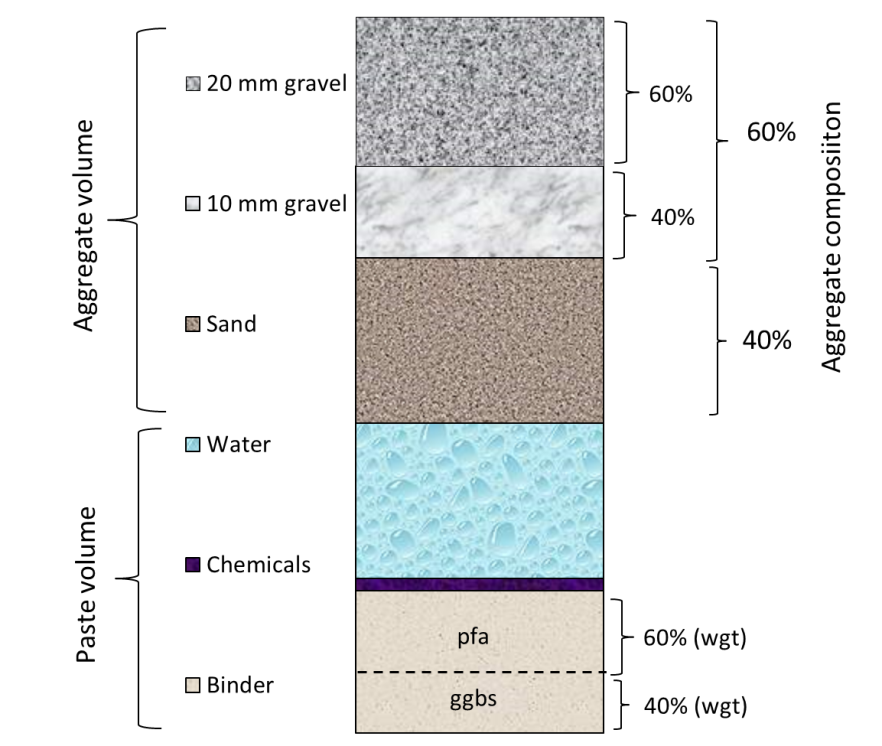 Aggregate volume
20 mm gravel
10 mm gravel
Sand
60%
40%
60%
40%
Aggregate composiiton
Paste volume
Water
Chemicals
Binder
pfa
ggbs
60% (wgt)
40% (wgt)